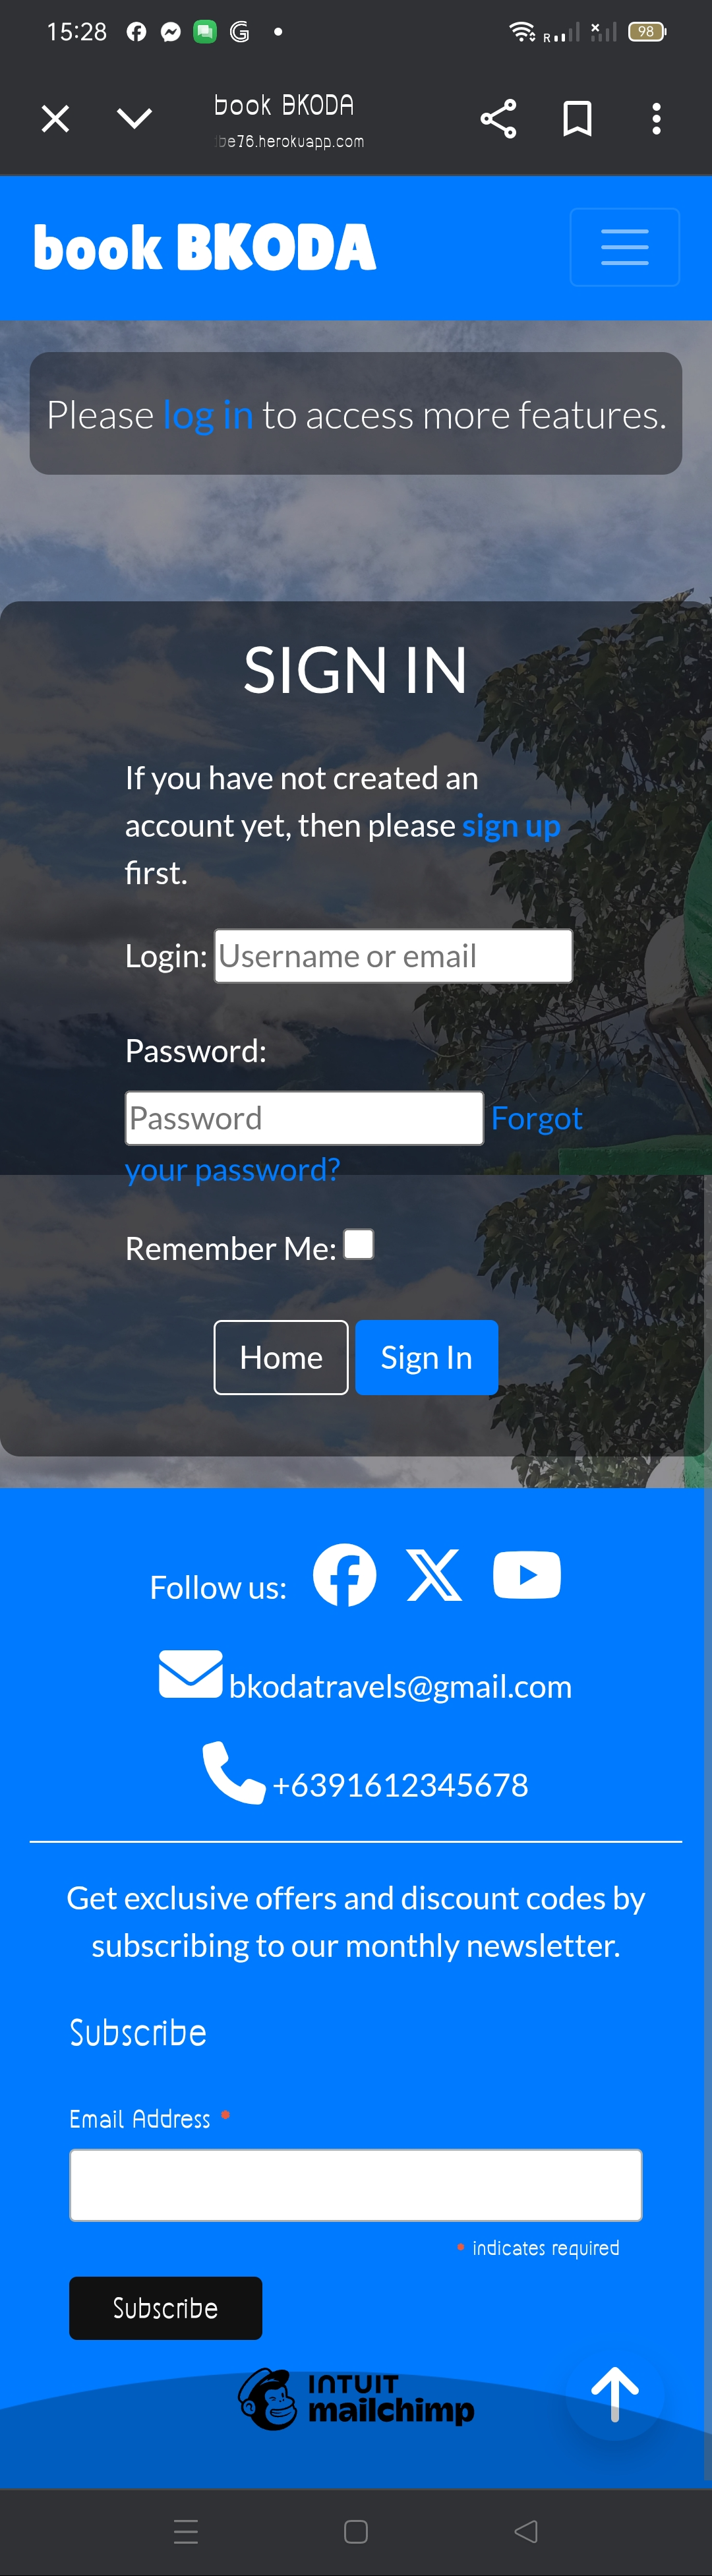 15:28
98
book BKODA
be76.herokuapp.com
book BKODA
Please log in to access more features.
SIGN IN
If you have not created an
account yet, then please sign up
first.
Login: Username or email
Password:
Password Forgot
your password?
Remember Me:
Home Sign In
Follow us:
bkodatravels@gmail.com
+6391612345678
Get exclusive offers and discount codes by
subscribing to our monthly newsletter.
Subscribe
Email Address *
* indicates required
Subscribe
INTUIT
mailchimp